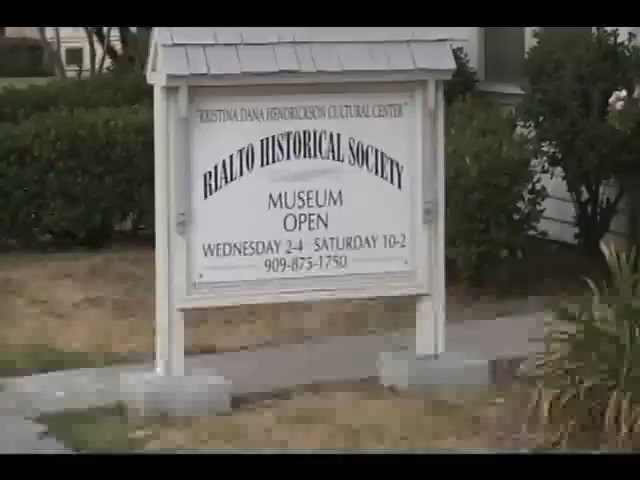 "KRISTINA DANA HENDRICKSON CULTURAL CENTER"
RIALTO HISTORICAL SOCIETY
MUSEUM
OPEN
WEDNESDAY 2-4 SATURDAY 10-2
909-875-1750